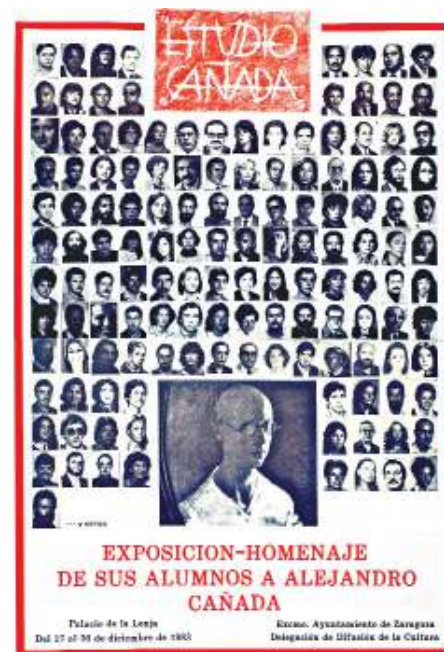 ESTUDIO
CAÑADA
.... y otros
EXPOSICION-HOMENAJE
DE SUS ALUMNOS A ALEJANDRO
CAÑADA
Palacio de la Lonja
Del 17 al 30 de diciembre de 1983
Excmo. Ayuntamiento de Zaragoza
Delegación de Difusión de la Cultura